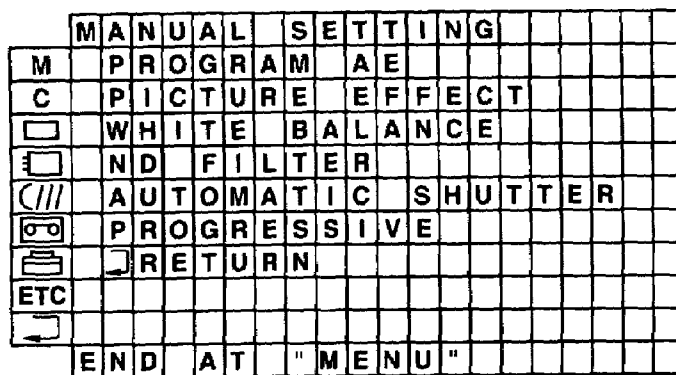 MANUAL SETTING
M PROGRAM AE
C PICTURE EFFECT
WHITE BALANCE
ND FILTER
AUTOMATIC SHUTTER
PROGRESSIVE
RETURN
ETC
END AT "MENU"